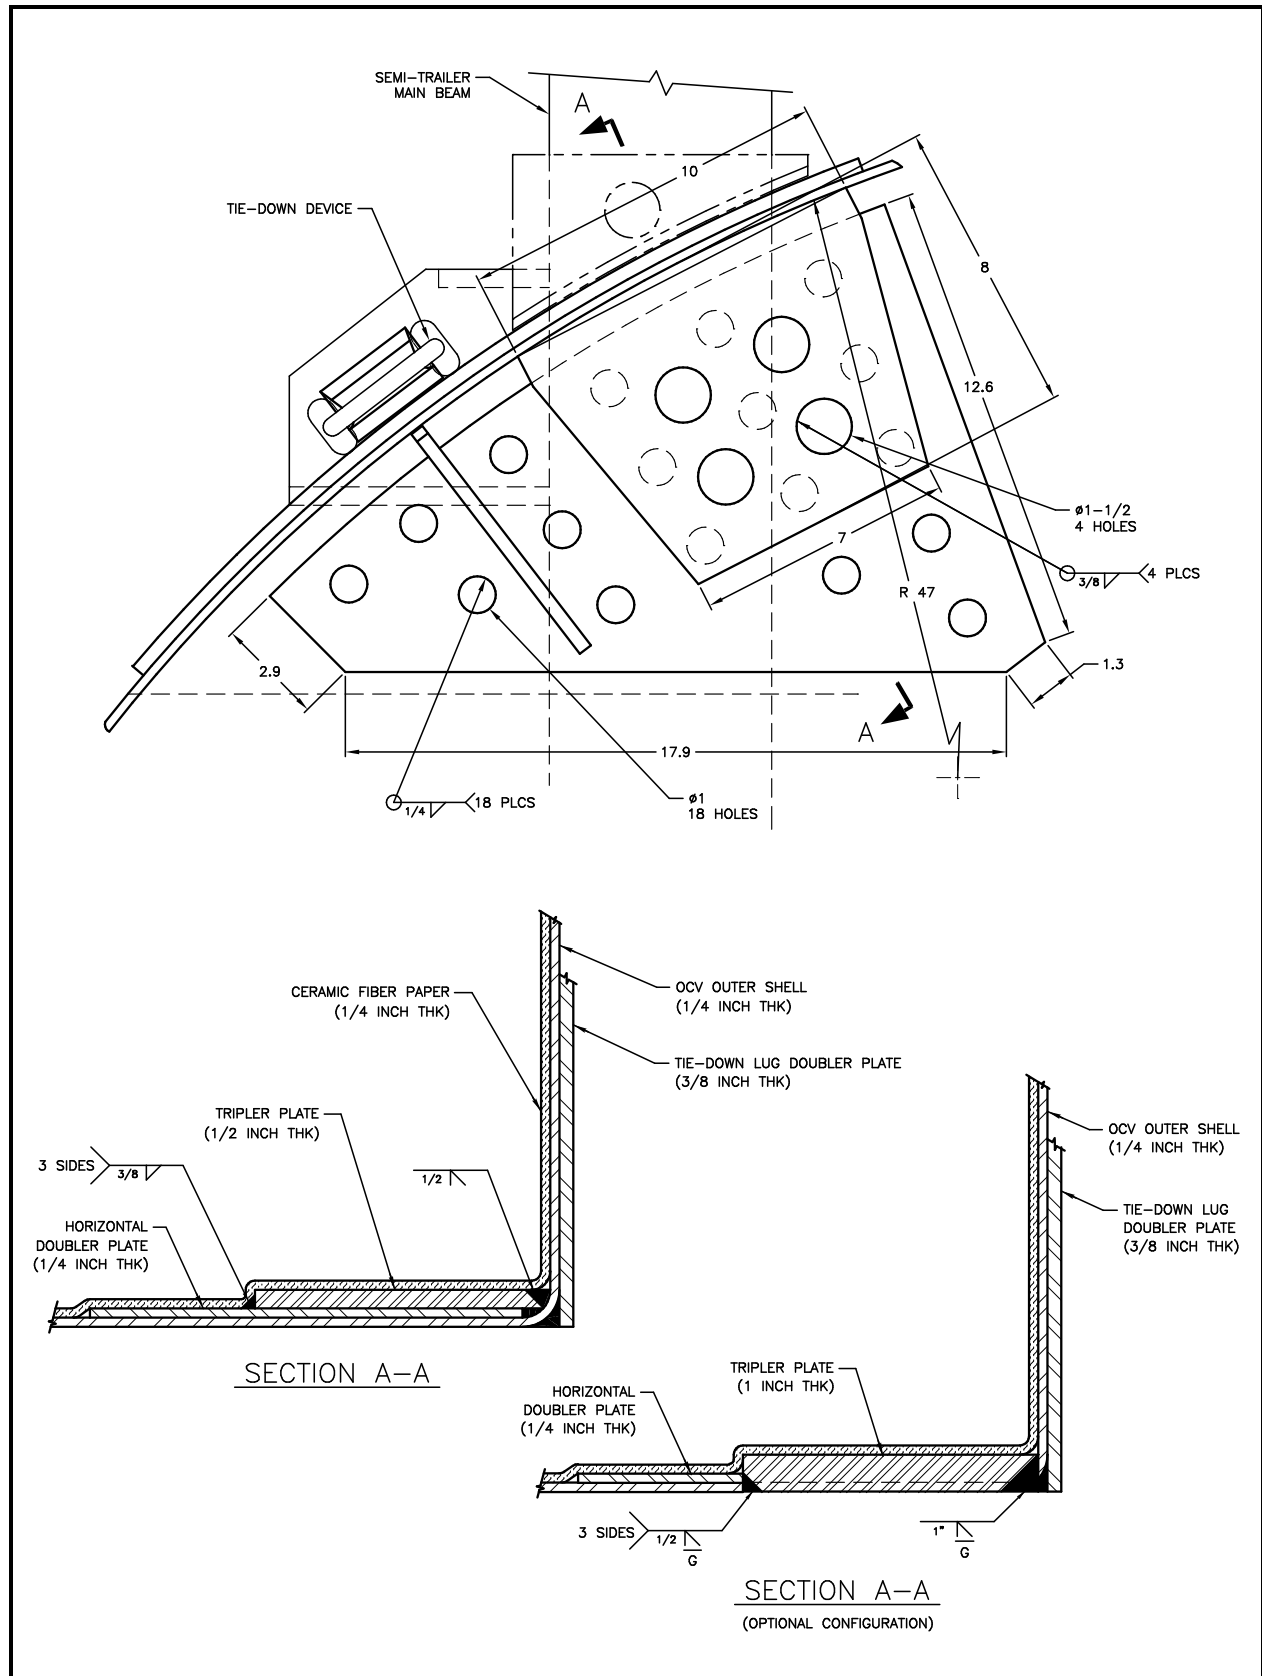 SEMI-TRAILER
MAIN BEAM
A
10
TIE-DOWN DEVICE
8
12.6
ø1-1/2
4 HOLES
7
3/8
4 PLCS
R 47
2.9
1.3
A
17.9
1/4
18 PLCS
ø1
18 HOLES
CERAMIC FIBER PAPER
(1/4 INCH THK)
OCV OUTER SHELL
(1/4 INCH THK)
TIE-DOWN LUG DOUBLER PLATE
(3/8 INCH THK)
TRIPLER PLATE
(1/2 INCH THK)
3 SIDES
3/8
1/2
HORIZONTAL
DOUBLER PLATE
(1/4 INCH THK)
SECTION A-A
OCV OUTER SHELL
(1/4 INCH THK)
TIE-DOWN LUG
DOUBLER PLATE
(3/8 INCH THK)
TRIPLER PLATE
(1 INCH THK)
HORIZONTAL
DOUBLER PLATE
(1/4 INCH THK)
3 SIDES
1/2
G
1"
G
SECTION A-A
(OPTIONAL CONFIGURATION)